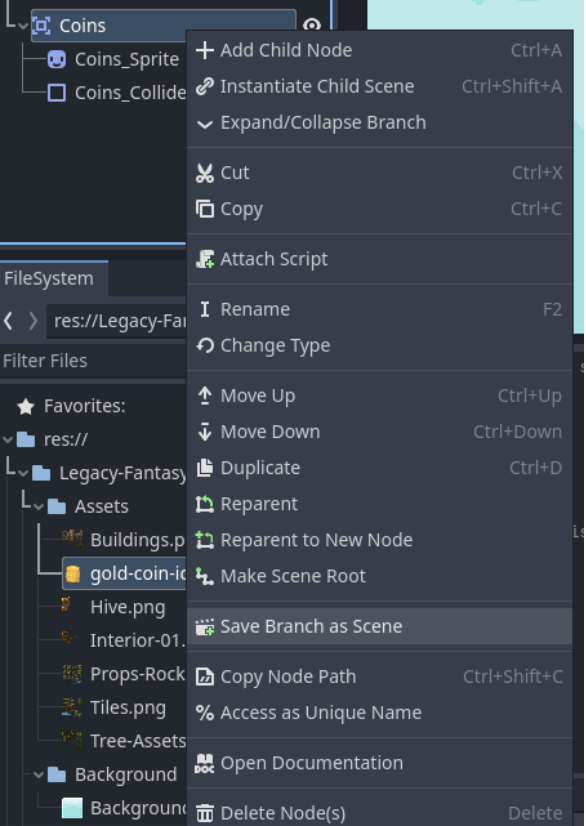 Coins
Coins_Sprite
Coins_Collide
Add Child Node Ctrl+A
Instantiate Child Scene Ctrl+Shift+A
Expand/Collapse Branch
Cut Ctrl+X
Copy Ctrl+C
Attach Script
Rename F2
Change Type
Move Up Ctrl+Up
Move Down Ctrl+Down
Duplicate Ctrl+D
Reparent
Reparent to New Node
Make Scene Root
Save Branch as Scene
Copy Node Path Ctrl+Shift+C
Access as Unique Name
Open Documentation
Delete Node(s) Delete
FileSystem
res://Legacy-Fan
Filter Files
Favorites:
res://
Legacy-Fantasy
Assets
Buildings.p
gold-coin-ic
Hive.png
Interior-01.
Props-Rock
Tiles.png
Tree-Assets
Background
Background